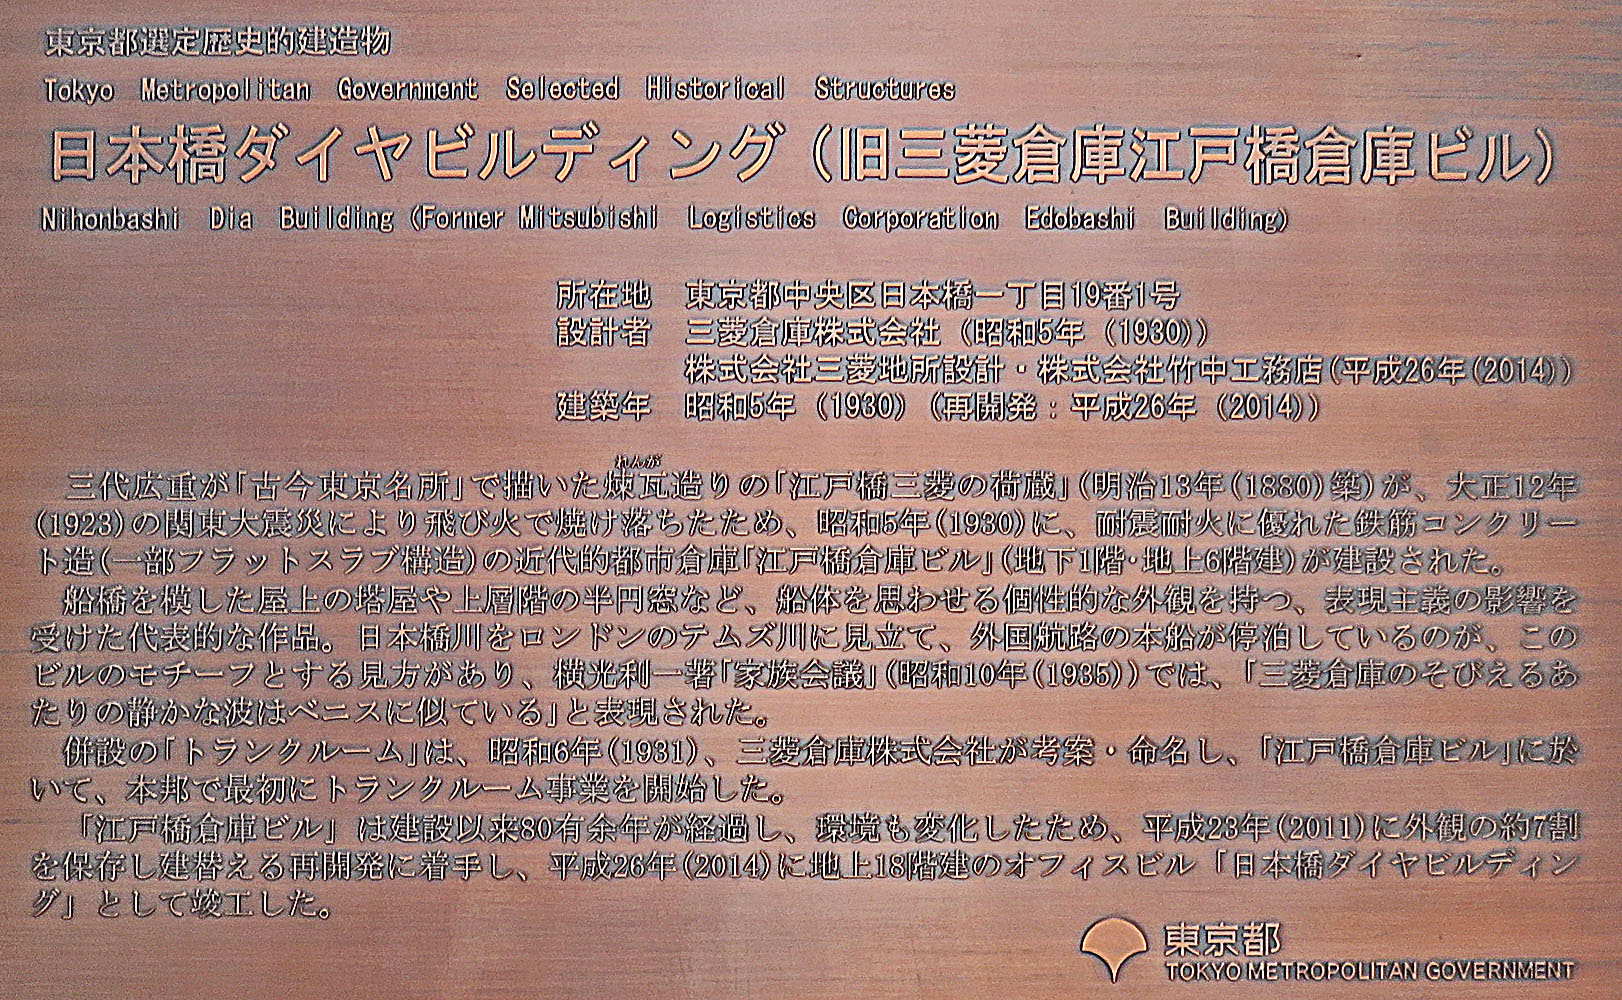 東京都選定歴史的建造物
Tokyo Metropolitan Government Selected Historical Structures
日本橋ダイヤビルディング（旧三菱倉庫江戸橋倉庫ビル）
Nihonbashi Dia Building (Former Mitsubishi Logistics Corporation Edobashi Building)
所在地 東京都中央区日本橋一丁目19番1号
設計者 三菱倉庫株式会社（昭和5年（1930））
株式会社三菱地所設計・株式会社竹中工務店(平成26年(2014))
建築年 昭和5年（1930）（再開発：平成26年（2014））
れんが
三代広重が「古今東京名所」で描いた煉瓦造りの「江戸橋三菱の荷蔵」(明治13年(1880)築)が、大正12年
(1923)の関東大震災により飛び火で焼け落ちたため、昭和5年(1930)に、耐震耐火に優れた鉄筋コンクリー
ト造(一部フラットスラブ構造)の近代的都市倉庫「江戸橋倉庫ビル」(地下1階･地上6階建)が建設された。
船橋を模した屋上の塔屋や上層階の半円窓など、船体を思わせる個性的な外観を持つ、表現主義の影響を
受けた代表的な作品。日本橋川をロンドンのテムズ川に見立て、外国航路の本船が停泊しているのが、この
ビルのモチーフとする見方があり、横光利一著「家族会議」(昭和10年(1935))では、「三菱倉庫のそびえるあ
たりの静かな波はベニスに似ている」と表現された。
併設の「トランクルーム」は、昭和6年(1931)、三菱倉庫株式会社が考案・命名し、「江戸橋倉庫ビル」に於
いて、本邦で最初にトランクルーム事業を開始した。
「江戸橋倉庫ビル」は建設以来80有余年が経過し、環境も変化したため、平成23年(2011)に外観の約7割
を保存し建替える再開発に着手し、平成26年(2014)に地上18階建のオフィスビル「日本橋ダイヤビルディン
グ」として竣工した。
東京都
TOKYO METROPOLITAN GOVERNMENT